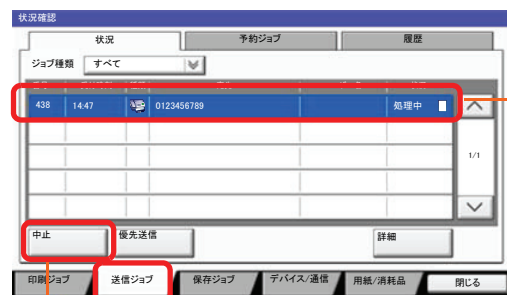 状況確認
状況 予約ジョブ 履歴
ジョブ種類 すべて
438 14:47 0123456789 処理中
1/1
中止 優先送信 詳細
印刷ジョブ 送信ジョブ 保存ジョブ デバイス/通信 用紙/消耗品 閉じる